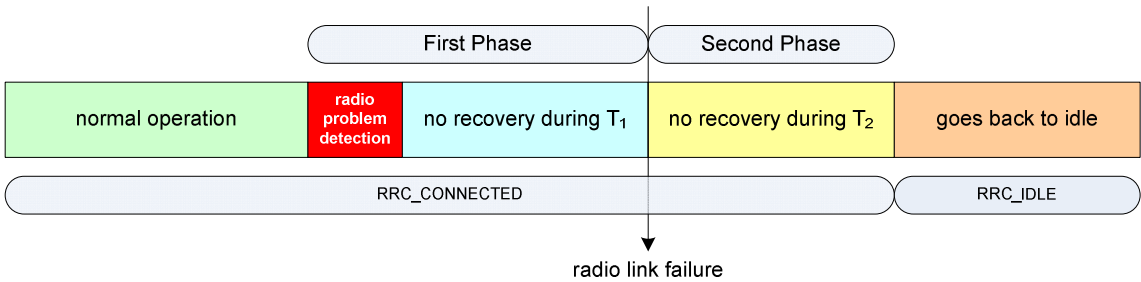 First Phase
Second Phase
normal operation
radio
problem
detection
no recovery during T₁
no recovery during T₂
goes back to idle
RRC_CONNECTED
RRC_IDLE
radio link failure